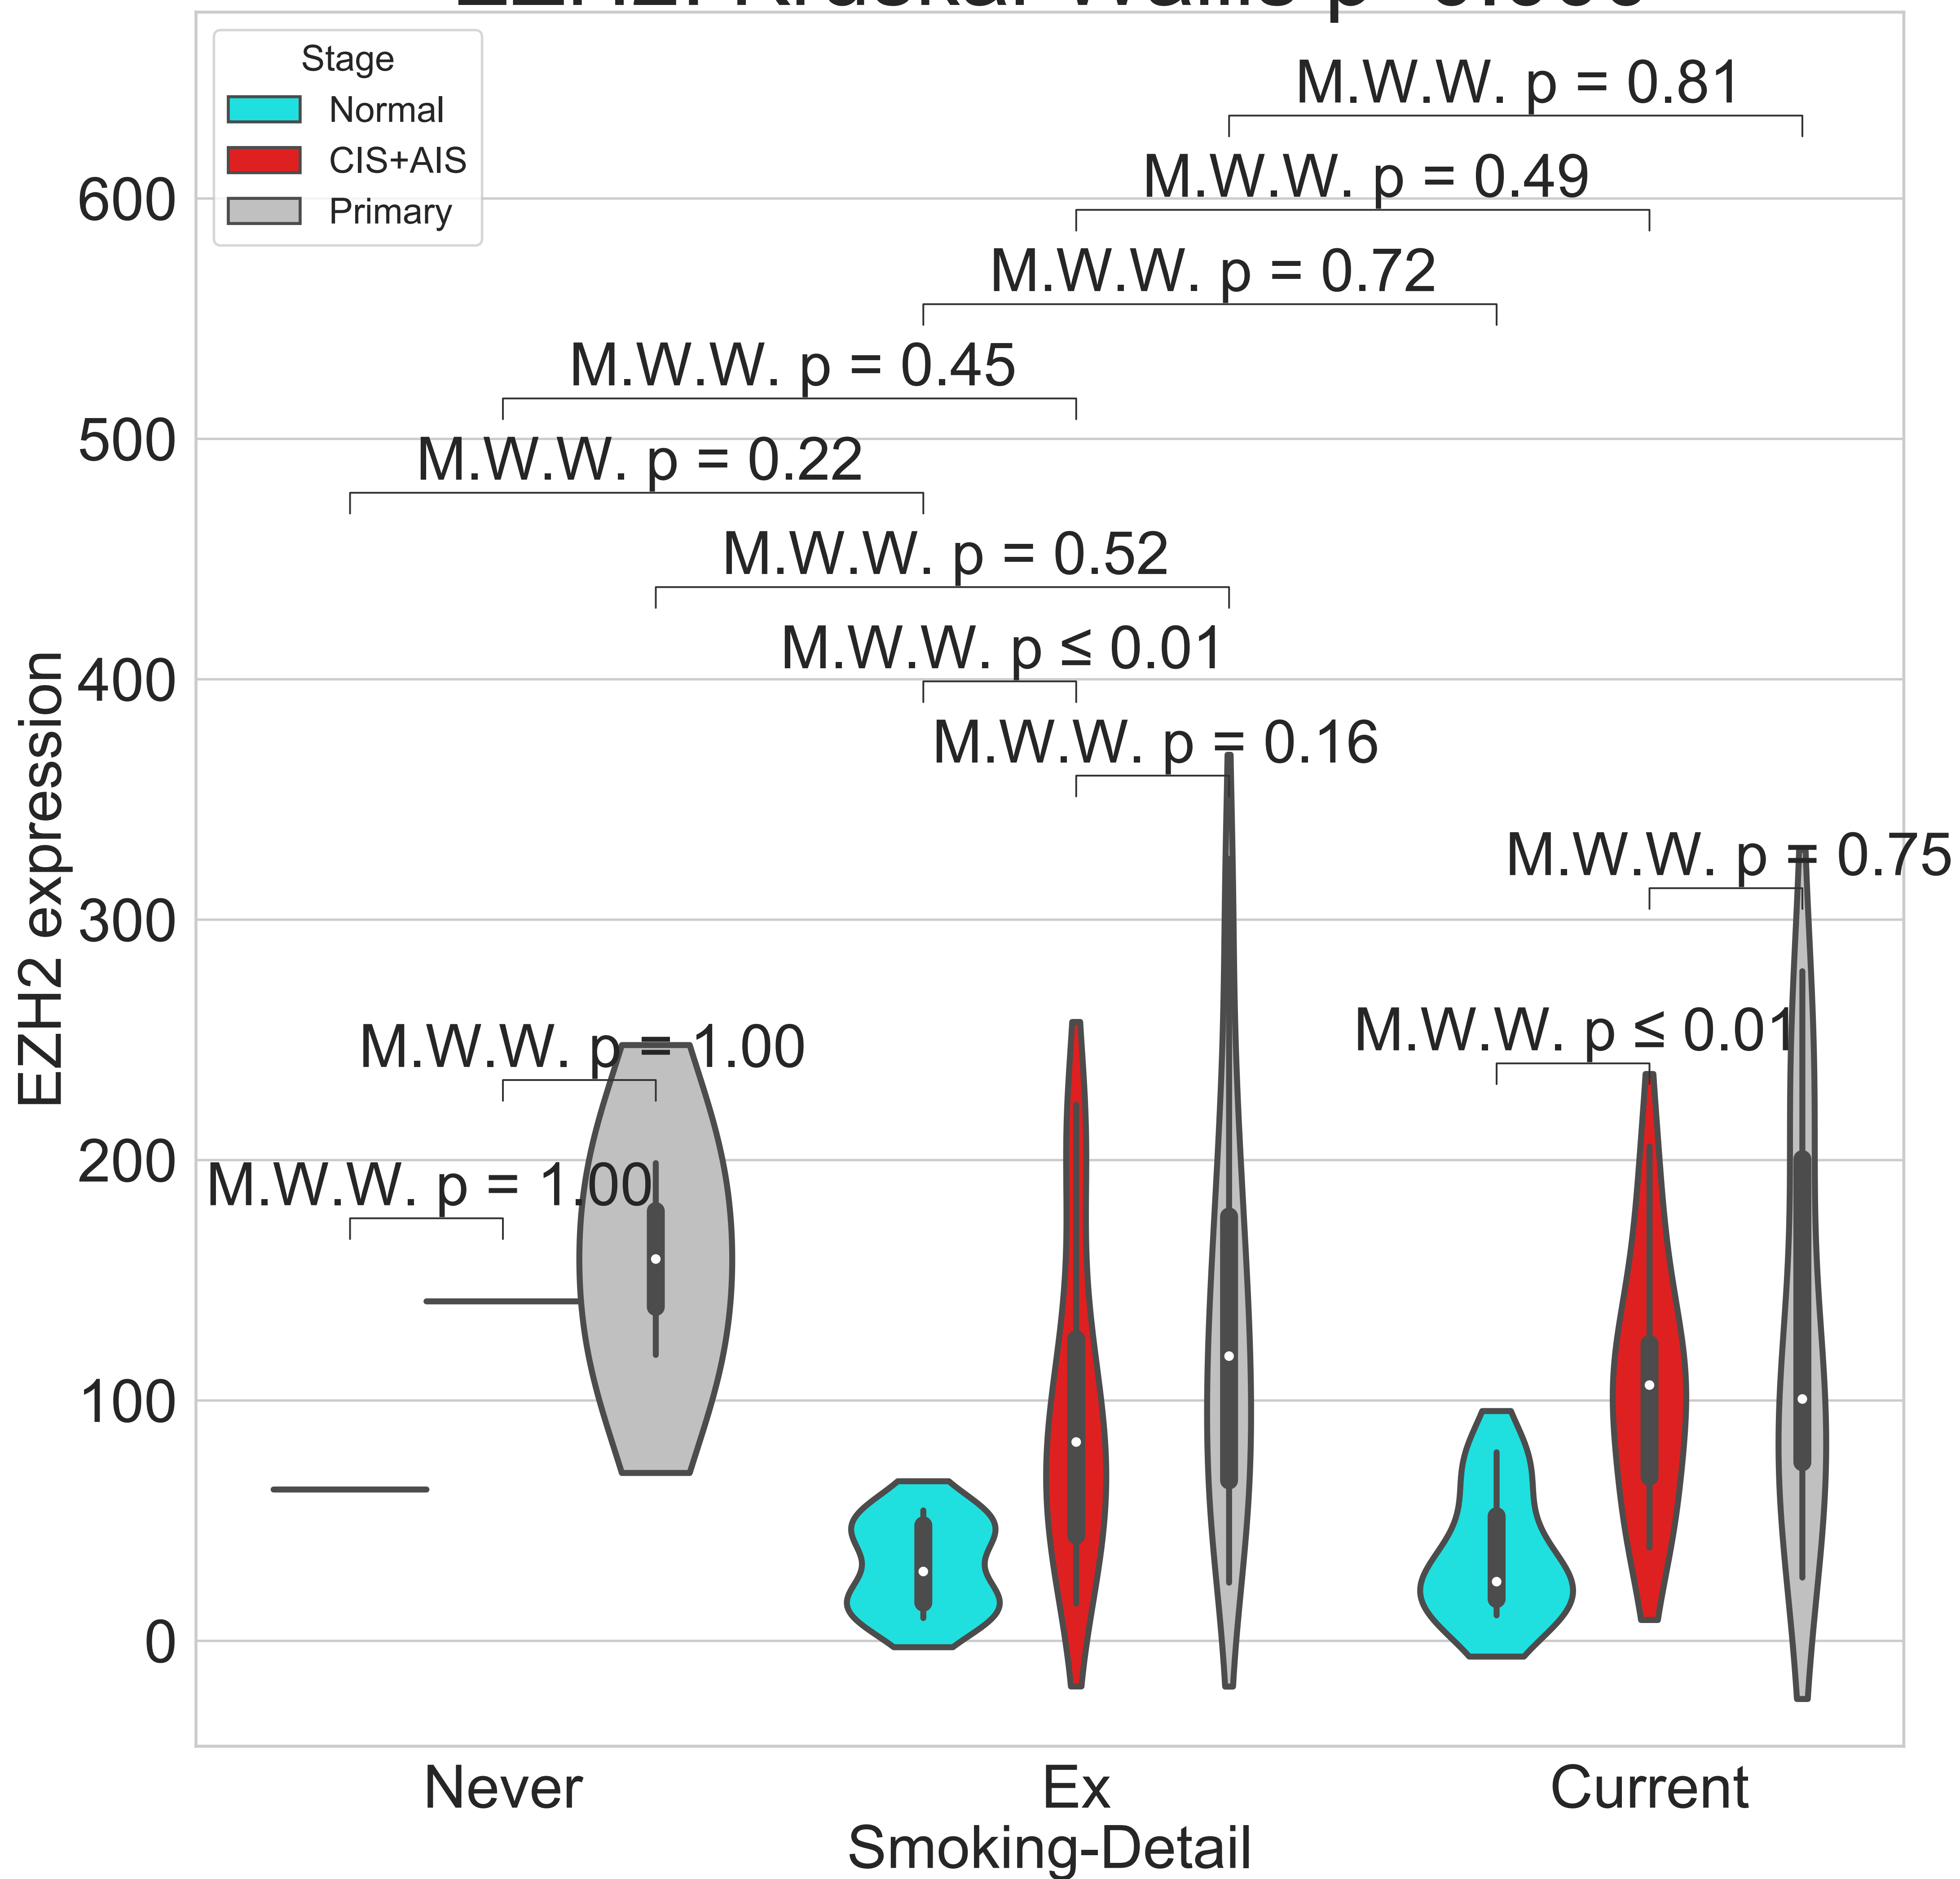 Stage
Normal
CIS+AIS
Primary
M.W.W. p = 0.81
M.W.W. p = 0.49
M.W.W. p = 0.72
M.W.W. p = 0.45
M.W.W. p = 0.22
M.W.W. p = 0.52
M.W.W. p ≤ 0.01
M.W.W. p = 0.16
M.W.W. p = 0.75
M.W.W. p ≤ 0.01
M.W.W. p = 1.00
M.W.W. p = 1.00
EZH2 expression
600
500
400
300
200
100
0
Never
Ex
Current
Smoking-Detail